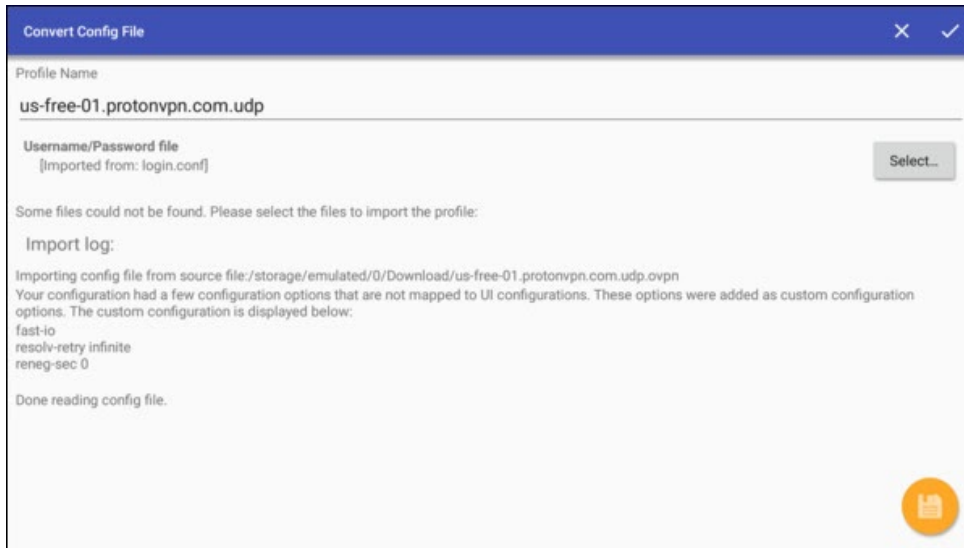 Convert Config File
Profile Name
us-free-01.protonvpn.com.udp
Username/Password file
[Imported from: login.conf]
Select...
Some files could not be found. Please select the files to import the profile:
Import log:
Importing config file from source file:/storage/emulated/0/Download/us-free-01.protonvpn.com.udp.ovpn
Your configuration had a few configuration options that are not mapped to UI configurations. These options were added as custom configuration
options. The custom configuration is displayed below:
fast-io
resolv-retry infinite
reneg-sec 0
Done reading config file.